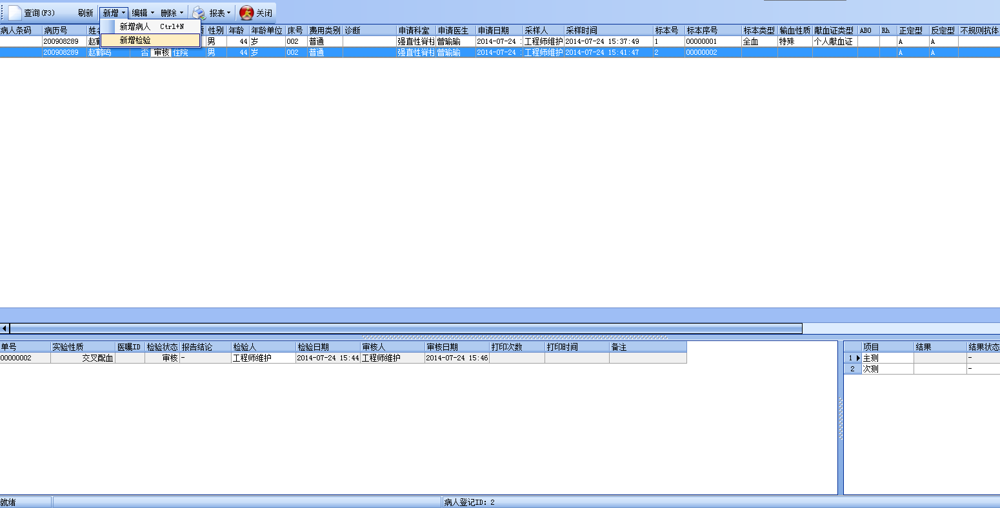 查询(F3) 刷新 新增 编辑 删除 报表 关闭
新增病人 Ctrl+N
新增检验
病人条码 病历号 性别 年龄 年龄单位 床号 费用类别 诊断 申请科室 申请医生 申请日期 采样人 采样时间 标本号 标本序号 标本类型 输血性质 献血证类型 ABO Rh 正定型 反定型 不规则抗体
200908289 赵 男 44 岁 002 普通 强直性脊柱 曾瑜瑜 2014-07-24 工程师维护 2014-07-24 15:37:49 1 00000001 全血 特殊 个人献血证 A A
200908289 赵鹤鸣 否 审核 住院 男 44 岁 002 普通 强直性脊柱 曾瑜瑜 2014-07-24 工程师维护 2014-07-24 15:41:47 2 00000002 A A
单号 实验性质 医嘱ID 检验状态 报告结论 检验人 检验日期 审核人 审核日期 打印次数 打印时间 备注
00000002 交叉配血 审核 - 工程师维护 2014-07-24 15:44 工程师维护 2014-07-24 15:46
项目 结果 结果状态
1 主测 -
2 次测 -
就绪 病人登记ID: 2